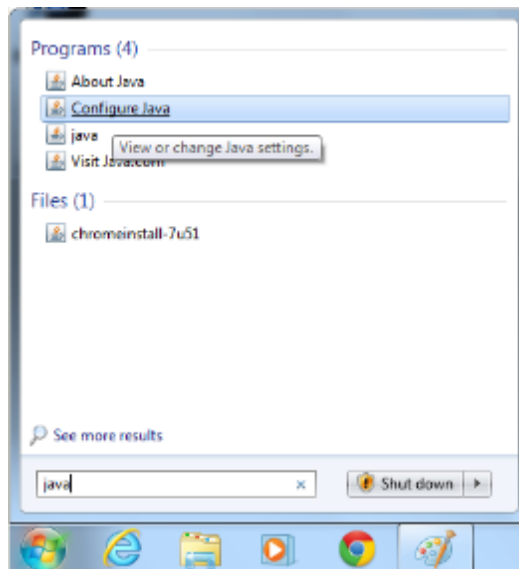 Programs (4)
About Java
Configure Java
java
View or change Java settings.
Visit Java.com
Files (1)
chromeinstall-7u51
See more results
java
Shut down